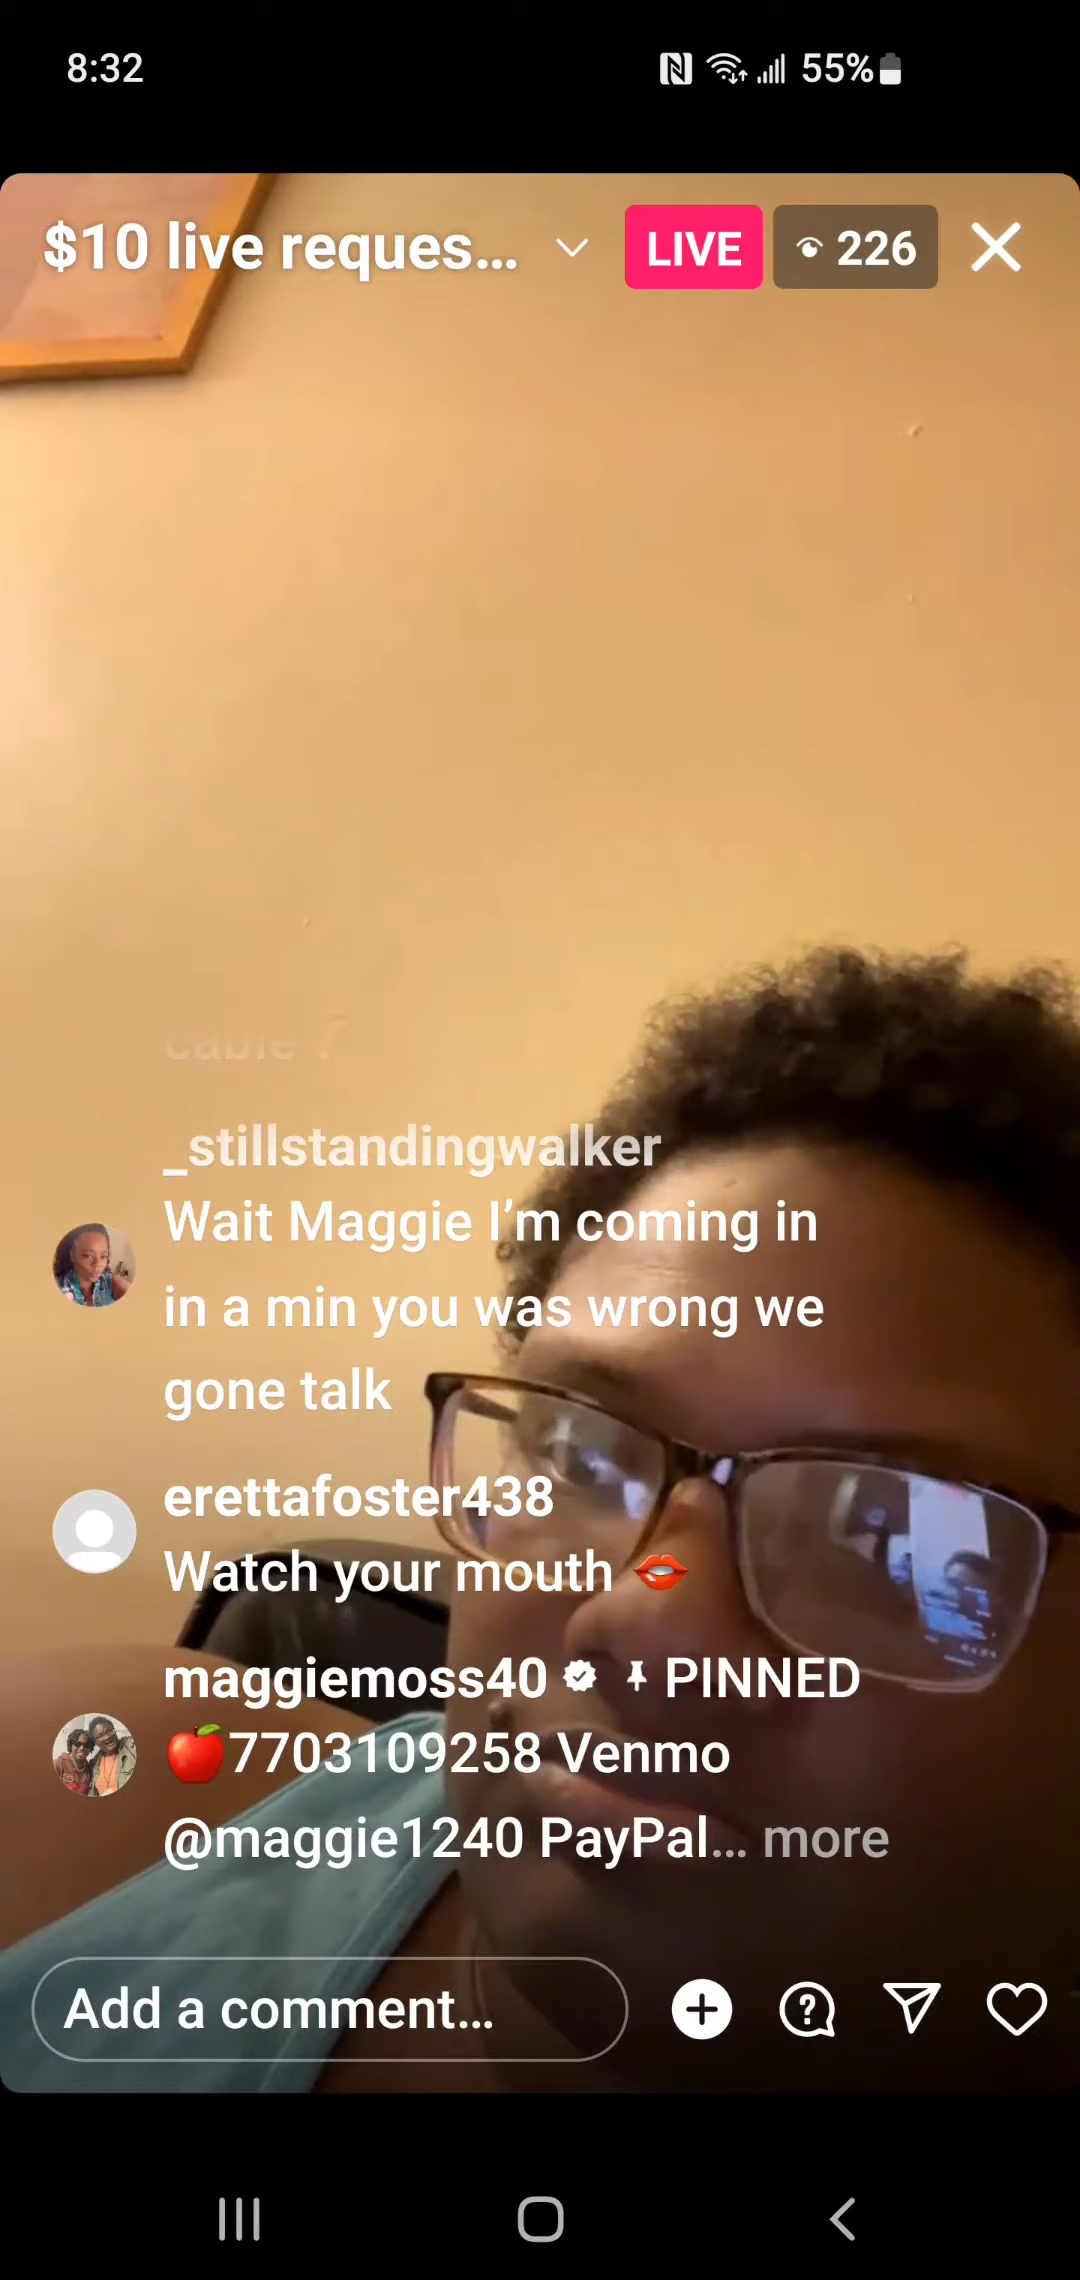 8:32 55%
$10 live reques... LIVE 226
cable ?
_stillstandingwalker
Wait Maggie I’m coming in
in a min you was wrong we
gone talk
erettafoster438
Watch your mouth 👄
maggiemoss40 PINNED
🍎7703109258 Venmo
@maggie1240 PayPal... more
Add a comment...